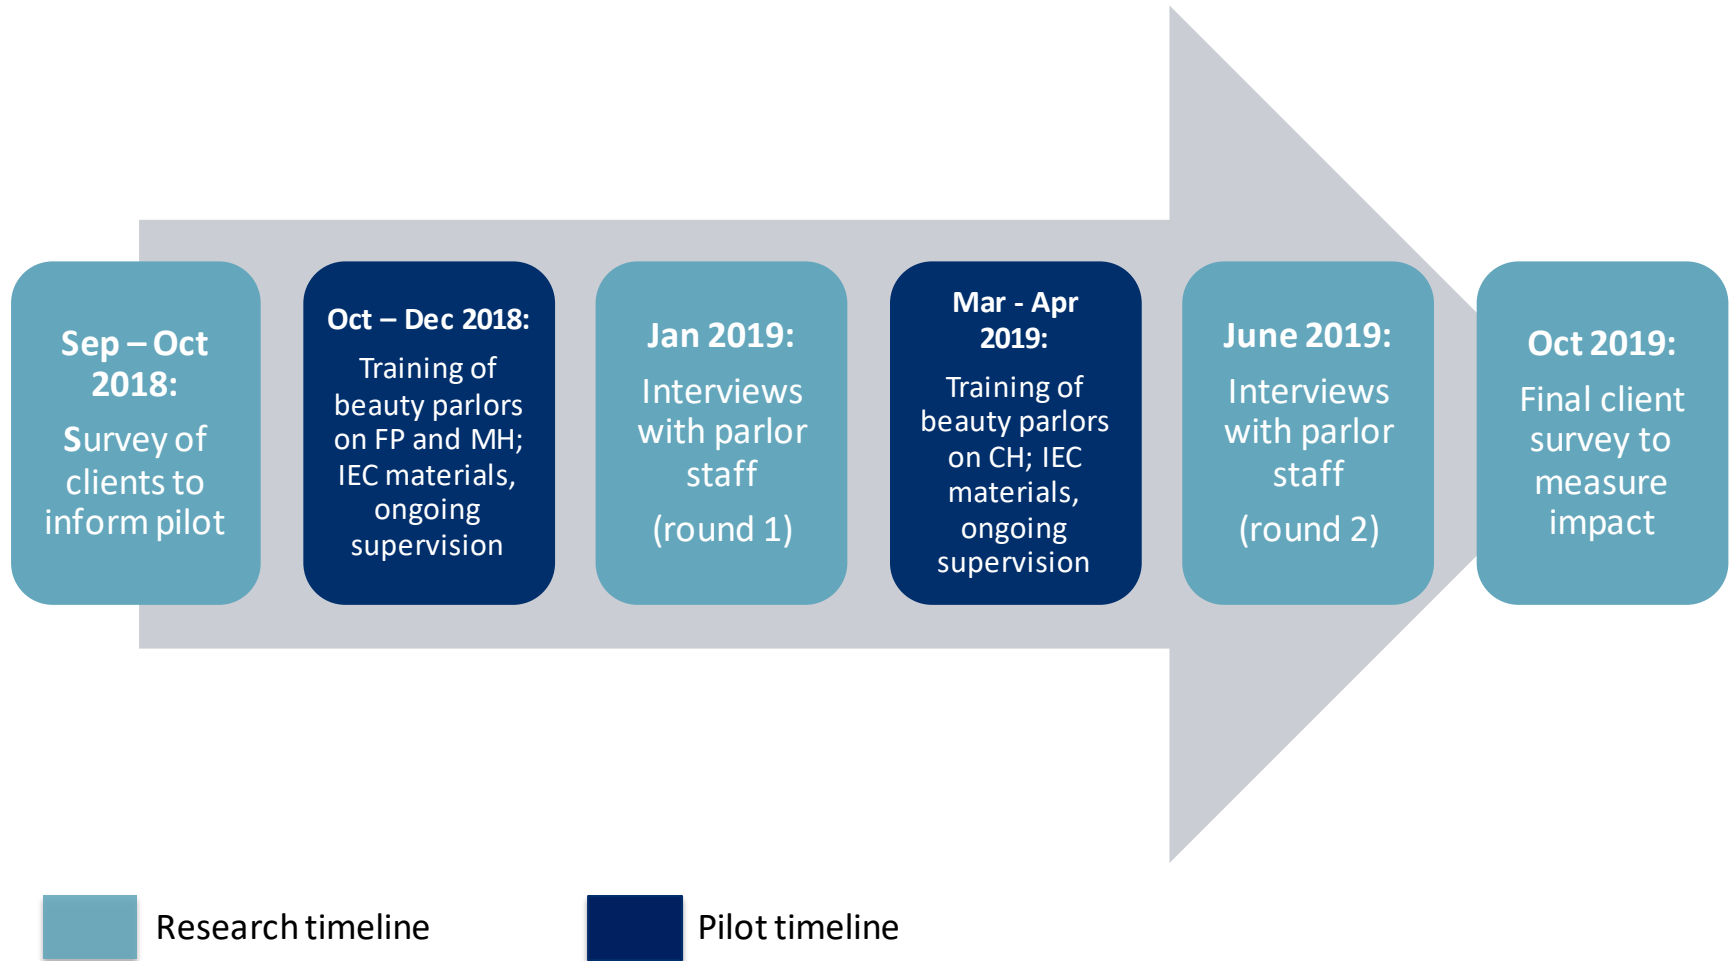 Sep – Oct
2018:
Survey of
clients to
inform pilot
Oct – Dec 2018:
Training of
beauty parlors
on FP and MH;
IEC materials,
ongoing
supervision
Jan 2019:
Interviews
with parlor
staff
(round 1)
Mar - Apr
2019:
Training of
beauty parlors
on CH; IEC
materials,
ongoing
supervision
June 2019:
Interviews
with parlor
staff
(round 2)
Oct 2019:
Final client
survey to
measure
impact
Research timeline
Pilot timeline